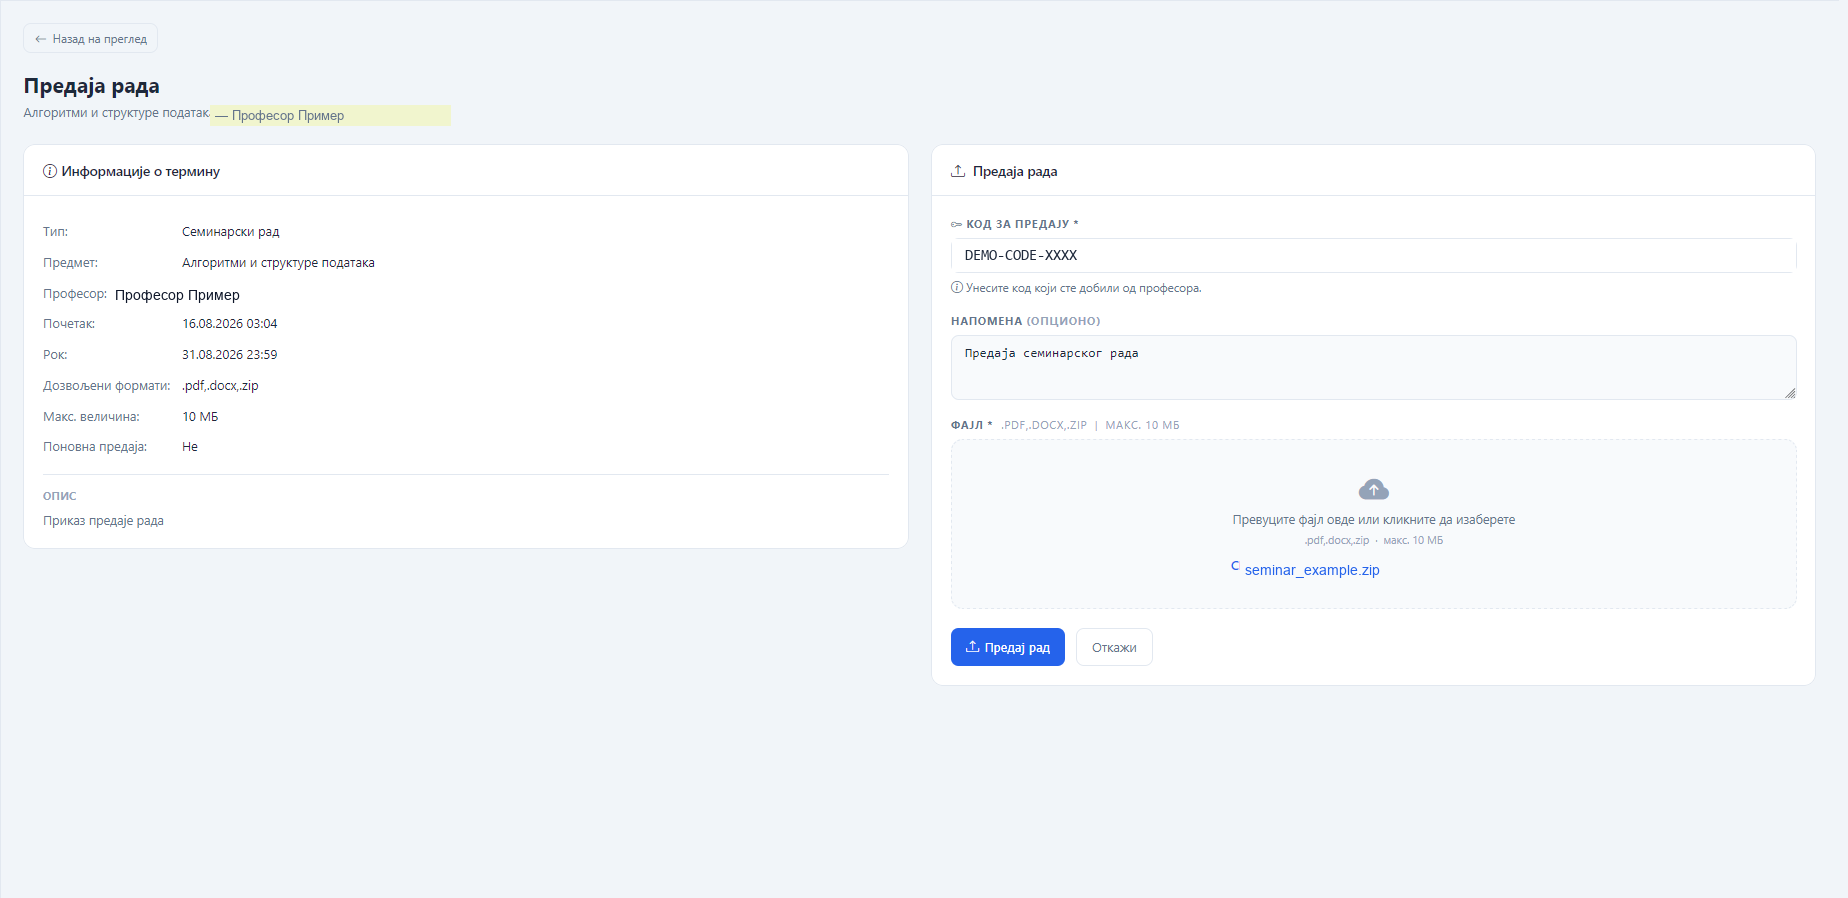 Назад на преглед
Предаја рада
Алгоритми и структуре податак — Професор Пример
Информације о термину
Тип: Семинарски рад
Предмет: Алгоритми и структуре података
Професор: Професор Пример
Почетак: 16.08.2026 03:04
Рок: 31.08.2026 23:59
Дозвољени формати: .pdf,.docx,.zip
Макс. величина: 10 МБ
Поновна предаја: Не
ОПИС
Приказ предаје рада
Предаја рада
КОД ЗА ПРЕДАЈУ *
DEMO-CODE-XXXX
Унесите код који сте добили од професора.
НАПОМЕНА (ОПЦИОНО)
Предаја семинарског рада
ФАЈЛ * .PDF,.DOCX,.ZIP | МАКС. 10 МБ
Превуците фајл овде или кликните да изаберете
.pdf,.docx,.zip · макс. 10 МБ
seminar_example.zip
Предај рад
Откажи